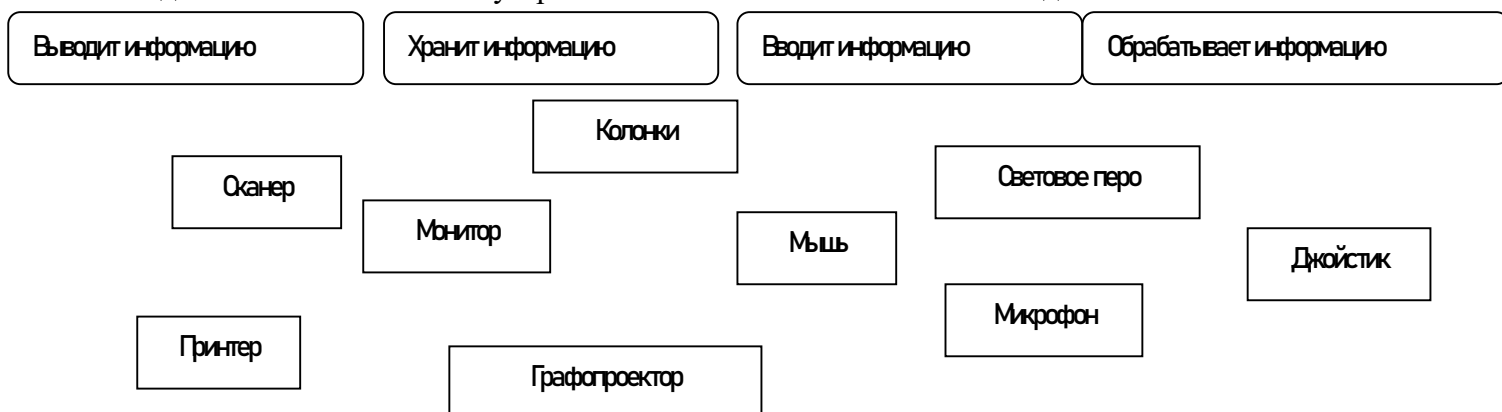 Выводит информацию
Хранит информацию
Вводит информацию
Обрабатывает информацию
Колонки
Сканер
Световое перо
Монитор
Мышь
Джойстик
Микрофон
Принтер
Графопроектор